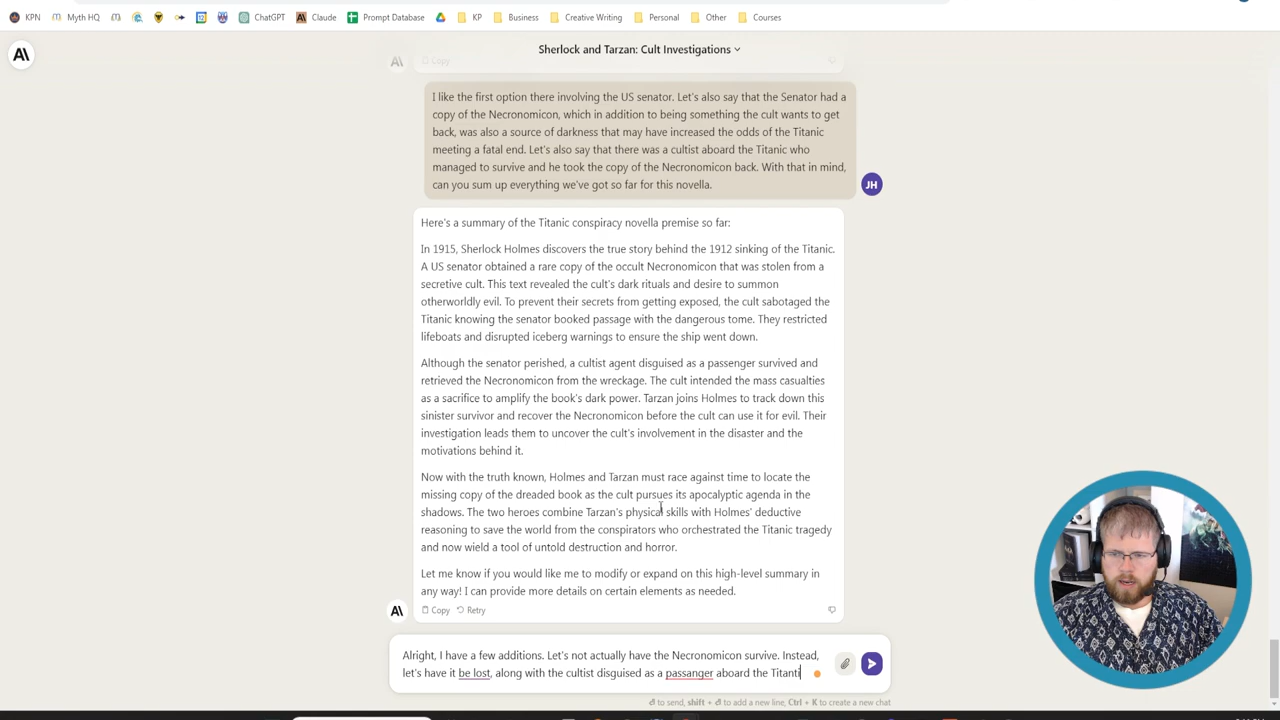 KPN Myth HQ ChatGPT Claude Prompt Database KP Business Creative Writing Personal Other Courses
Sherlock and Tarzan: Cult Investigations
Copy
I like the first option there involving the US senator. Let's also say that the Senator had a
copy of the Necronomicon, which in addition to being something the cult wants to get
back, was also a source of darkness that may have increased the odds of the Titanic
meeting a fatal end. Let's also say that there was a cultist aboard the Titanic who
managed to survive and he took the copy of the Necronomicon back. With that in mind,
can you sum up everything we've got so far for this novella.
JH
Here's a summary of the Titanic conspiracy novella premise so far:
In 1915, Sherlock Holmes discovers the true story behind the 1912 sinking of the Titanic.
A US senator obtained a rare copy of the occult Necronomicon that was stolen from a
secretive cult. This text revealed the cult's dark rituals and desire to summon
otherworldly evil. To prevent their secrets from getting exposed, the cult sabotaged the
Titanic knowing the senator booked passage with the dangerous tome. They restricted
lifeboats and disrupted iceberg warnings to ensure the ship went down.
Although the senator perished, a cultist agent disguised as a passenger survived and
retrieved the Necronomicon from the wreckage. The cult intended the mass casualties
as a sacrifice to amplify the book's dark power. Tarzan joins Holmes to track down this
sinister survivor and recover the Necronomicon before the cult can use it for evil. Their
investigation leads them to uncover the cult's involvement in the disaster and the
motivations behind it.
Now with the truth known, Holmes and Tarzan must race against time to locate the
missing copy of the dreaded book as the cult pursues its apocalyptic agenda in the
shadows. The two heroes combine Tarzan's physical skills with Holmes' deductive
reasoning to save the world from the conspirators who orchestrated the Titanic tragedy
and now wield a tool of untold destruction and horror.
Let me know if you would like me to modify or expand on this high-level summary in
any way! I can provide more details on certain elements as needed.
Copy Retry
Alright, I have a few additions. Let's not actually have the Necronomicon survive. Instead,
let's have it be lost, along with the cultist disguised as a passanger aboard the Titanti
to send, shift + to add a new line, Ctrl + K to create a new chat